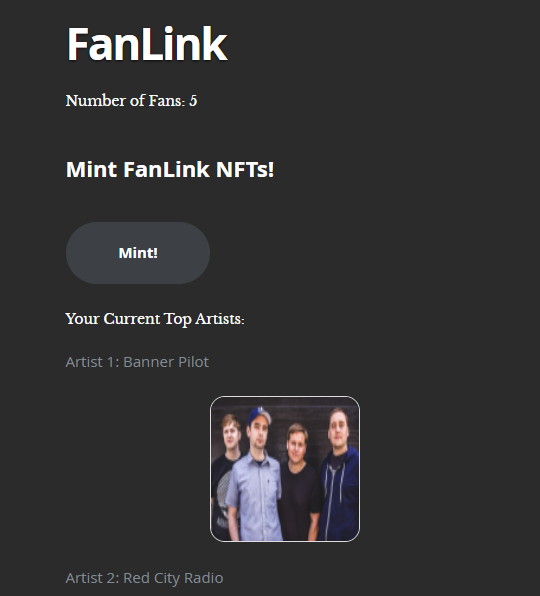 FanLink
Number of Fans: 5
Mint FanLink NFTs!
Mint!
Your Current Top Artists:
Artist 1: Banner Pilot
Artist 2: Red City Radio